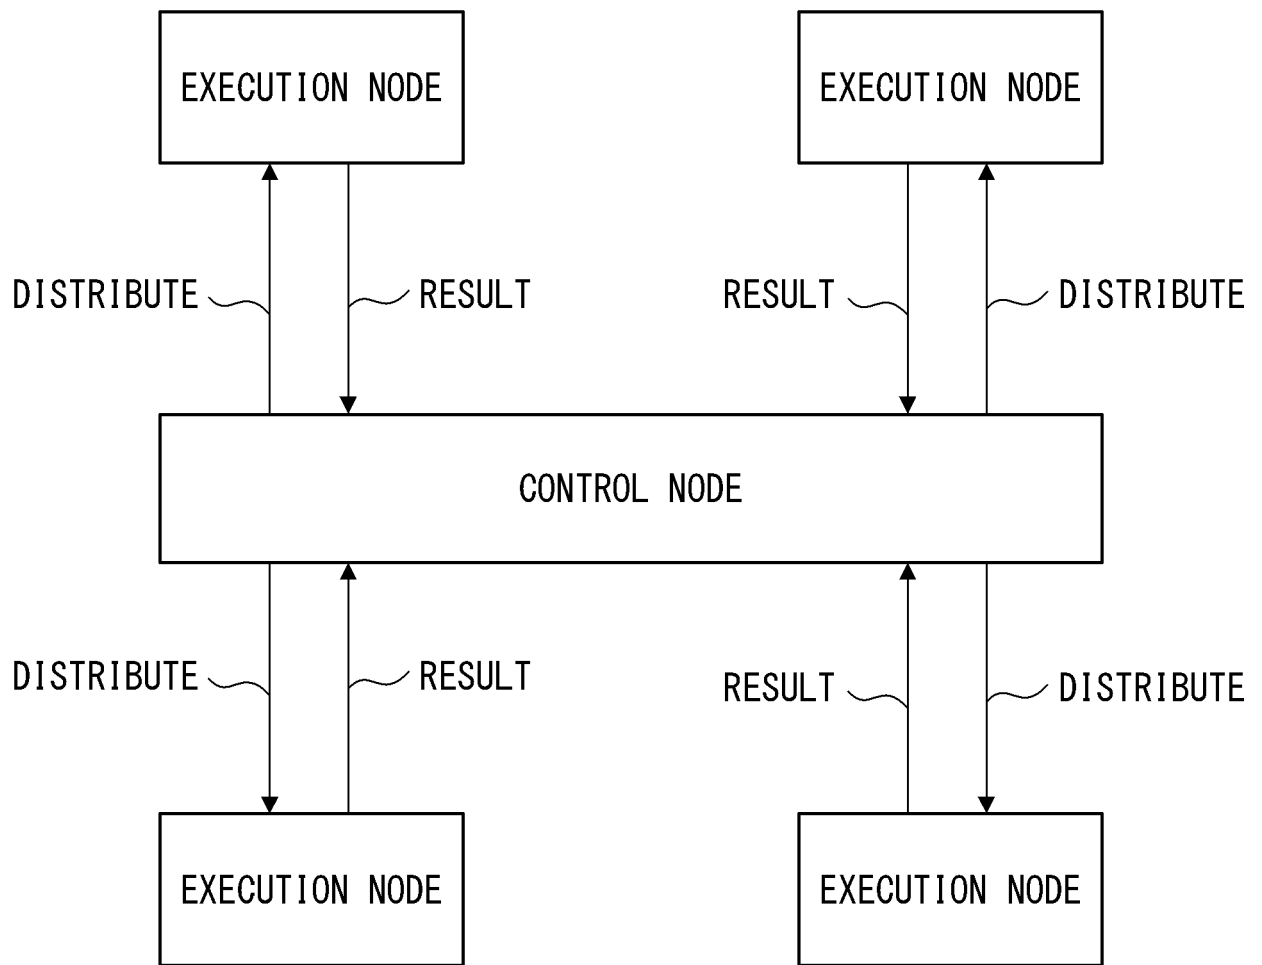 EXECUTION NODE
EXECUTION NODE
DISTRIBUTE
RESULT
RESULT
DISTRIBUTE
CONTROL NODE
DISTRIBUTE
RESULT
RESULT
DISTRIBUTE
EXECUTION NODE
EXECUTION NODE